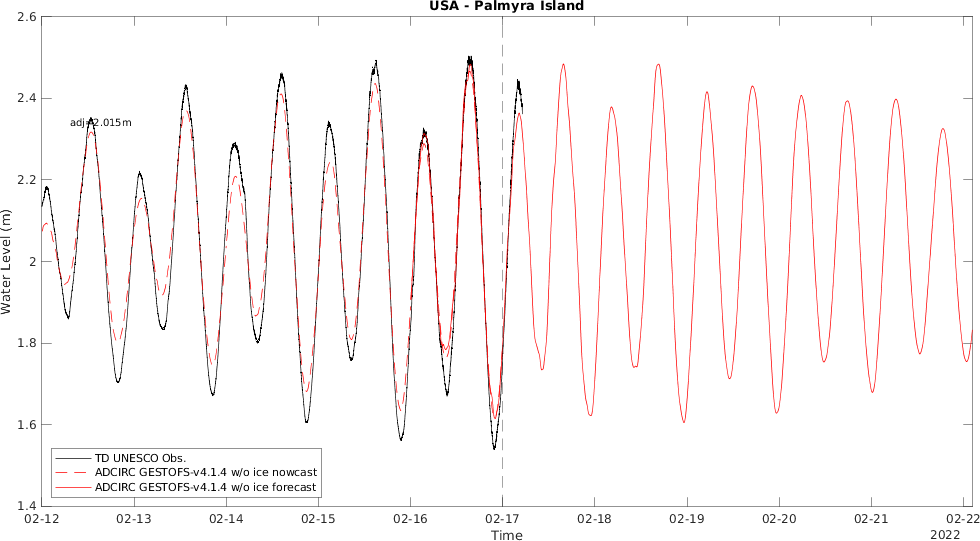 USA - Palmyra Island
2.6
2.4
2.2
2
1.8
1.6
1.4
Water Level (m)
adj=2.015m
TD UNESCO Obs.
ADCIRC GESTOFS-v4.1.4 w/o ice nowcast
ADCIRC GESTOFS-v4.1.4 w/o ice forecast
02-12 02-13 02-14 02-15 02-16 02-17 02-18 02-19 02-20 02-21 02-22
Time
2022